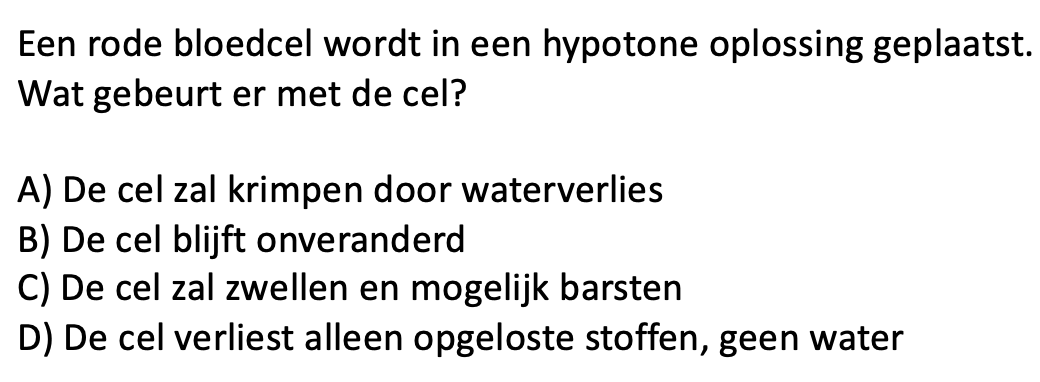 Een rode bloedcel wordt in een hypotone oplossing geplaatst.
Wat gebeurt er met de cel?
A) De cel zal krimpen door waterverlies
B) De cel blijft onveranderd
C) De cel zal zwellen en mogelijk barsten
D) De cel verliest alleen opgeloste stoffen, geen water